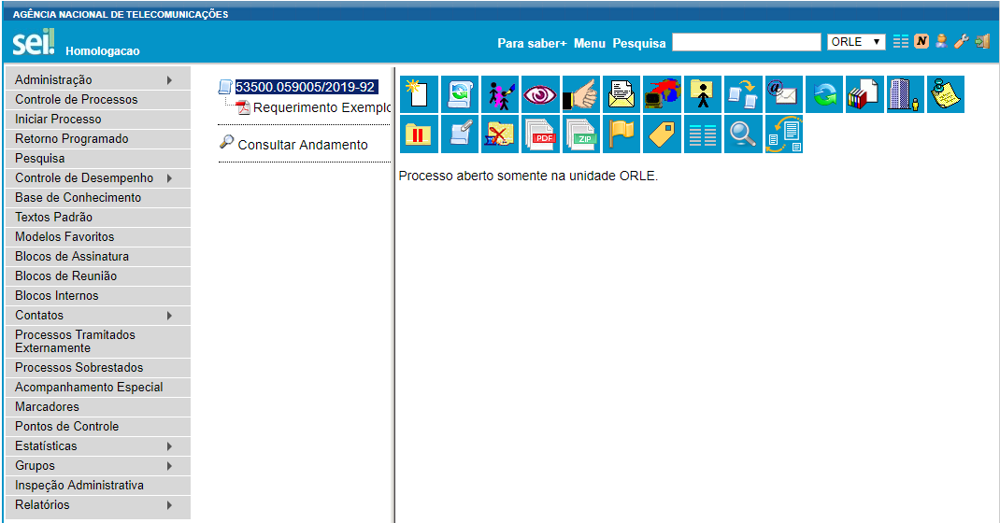 AGÊNCIA NACIONAL DE TELECOMUNICAÇÕES
sei!
Homologacao
Para saber+ Menu Pesquisa
ORLE
N
Administração
Controle de Processos
Iniciar Processo
Retorno Programado
Pesquisa
Controle de Desempenho
Base de Conhecimento
Textos Padrão
Modelos Favoritos
Blocos de Assinatura
Blocos de Reunião
Blocos Internos
Contatos
Processos Tramitados
Externamente
Processos Sobrestados
Acompanhamento Especial
Marcadores
Pontos de Controle
Estatísticas
Grupos
Inspeção Administrativa
Relatórios
53500.059005/2019-92
Requerimento Exemplo
Consultar Andamento
@
PDF
ZIP
Processo aberto somente na unidade ORLE.